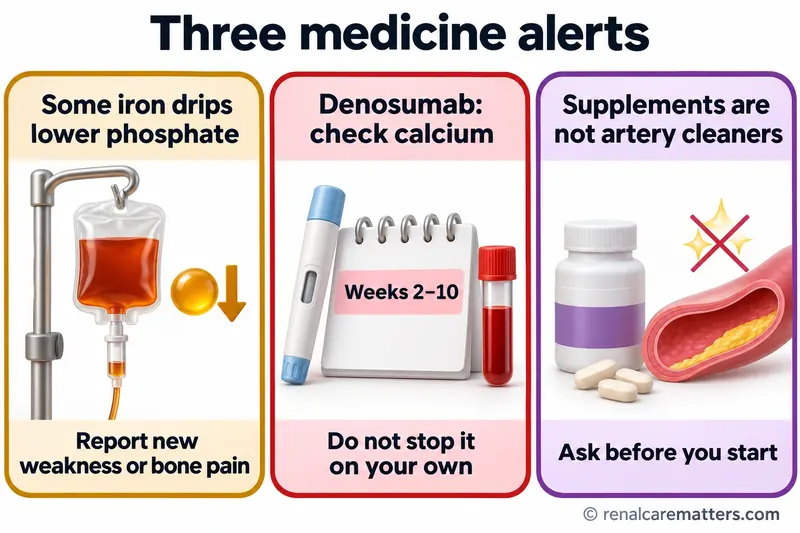 Three medicine alerts
Some iron drips
lower phosphate
Report new
weakness or bone pain
Denosumab:
check calcium
Weeks 2–10
Do not stop it
on your own
Supplements are
not artery cleaners
Ask before you start
© renalcarematters.com